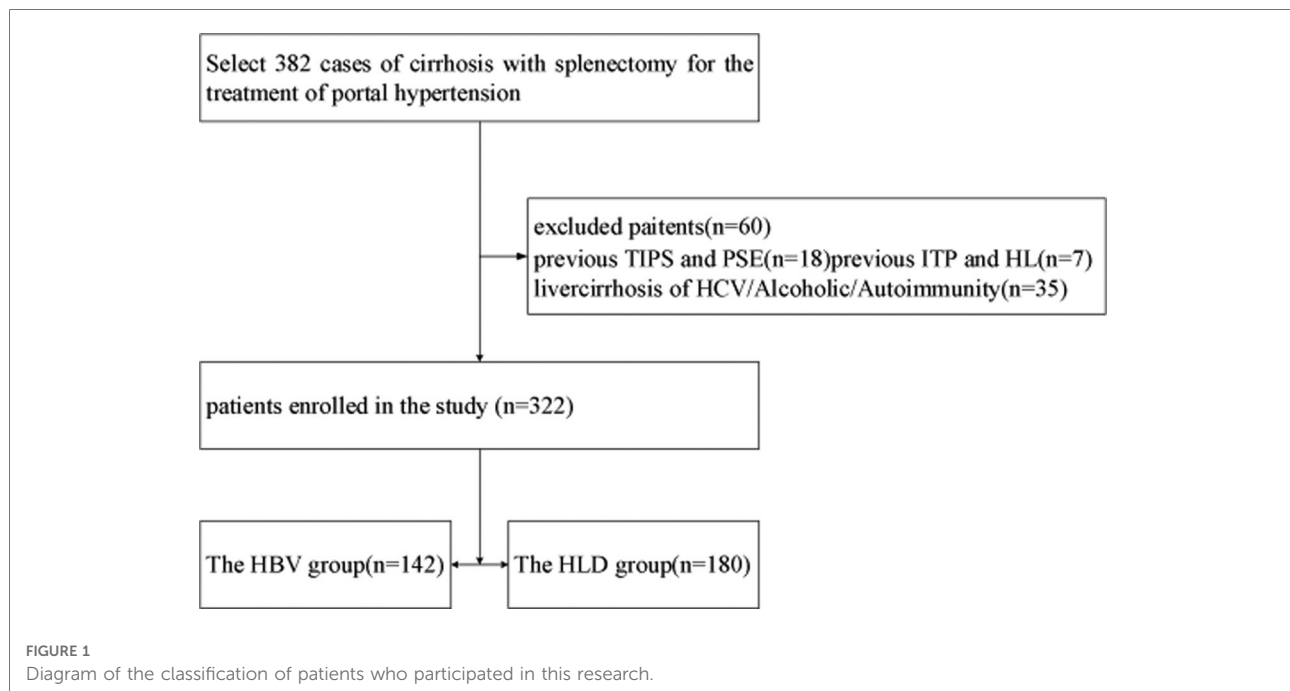 Select 382 cases of cirrhosis with splenectomy for the
treatment of portal hypertension
excluded paitents(n=60)
previous TIPS and PSE(n=18)previous ITP and HL(n=7)
livercirrhosis of HCV/Alcoholic/Autoimmunity(n=35)
patients enrolled in the study (n=322)
The HBV group(n=142)
The HLD group(n=180)
FIGURE 1
Diagram of the classification of patients who participated in this research.